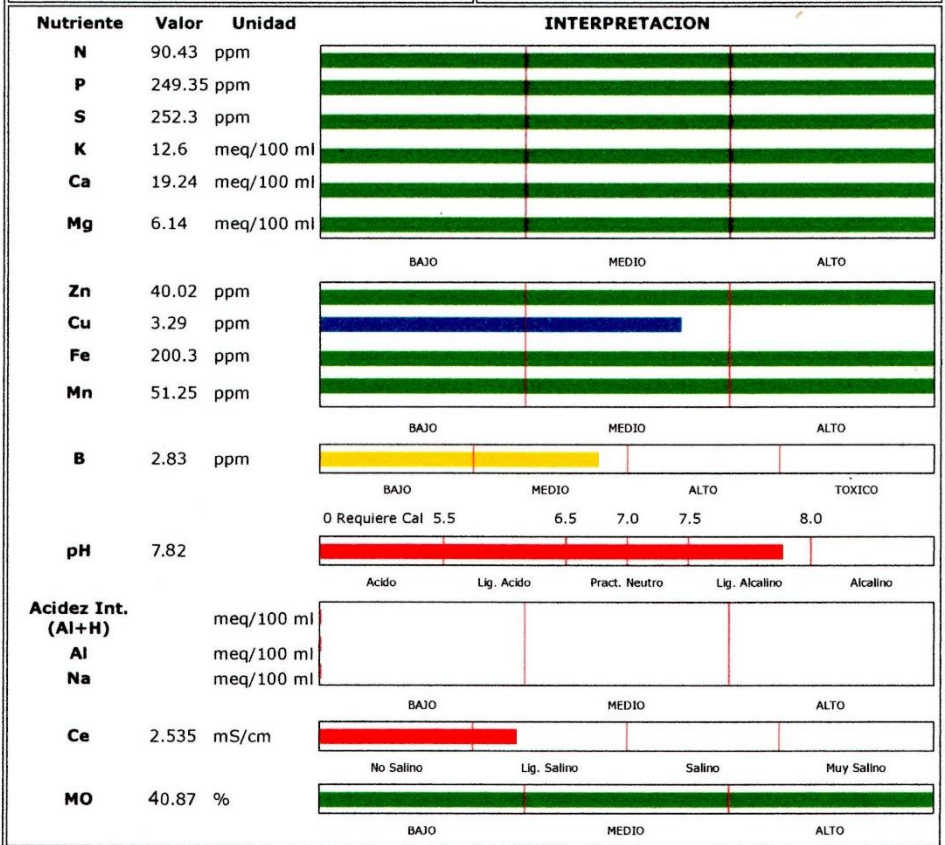 Nutriente Valor Unidad INTERPRETACION
N 90.43 ppm
P 249.35 ppm
S 252.3 ppm
K 12.6 meq/100 ml
Ca 19.24 meq/100 ml
Mg 6.14 meq/100 ml
BAJO MEDIO ALTO
Zn 40.02 ppm
Cu 3.29 ppm
Fe 200.3 ppm
Mn 51.25 ppm
BAJO MEDIO ALTO
B 2.83 ppm
BAJO MEDIO ALTO TOXICO
0 Requiere Cal 5.5 6.5 7.0 7.5 8.0
pH 7.82
Acido Lig. Acido Pract. Neutro Lig. Alcalino Alcalino
Acidez Int.
(Al+H) meq/100 ml
Al meq/100 ml
Na meq/100 ml
BAJO MEDIO ALTO
Ce 2.535 mS/cm
No Salino Lig. Salino Salino Muy Salino
MO 40.87 %
BAJO MEDIO ALTO